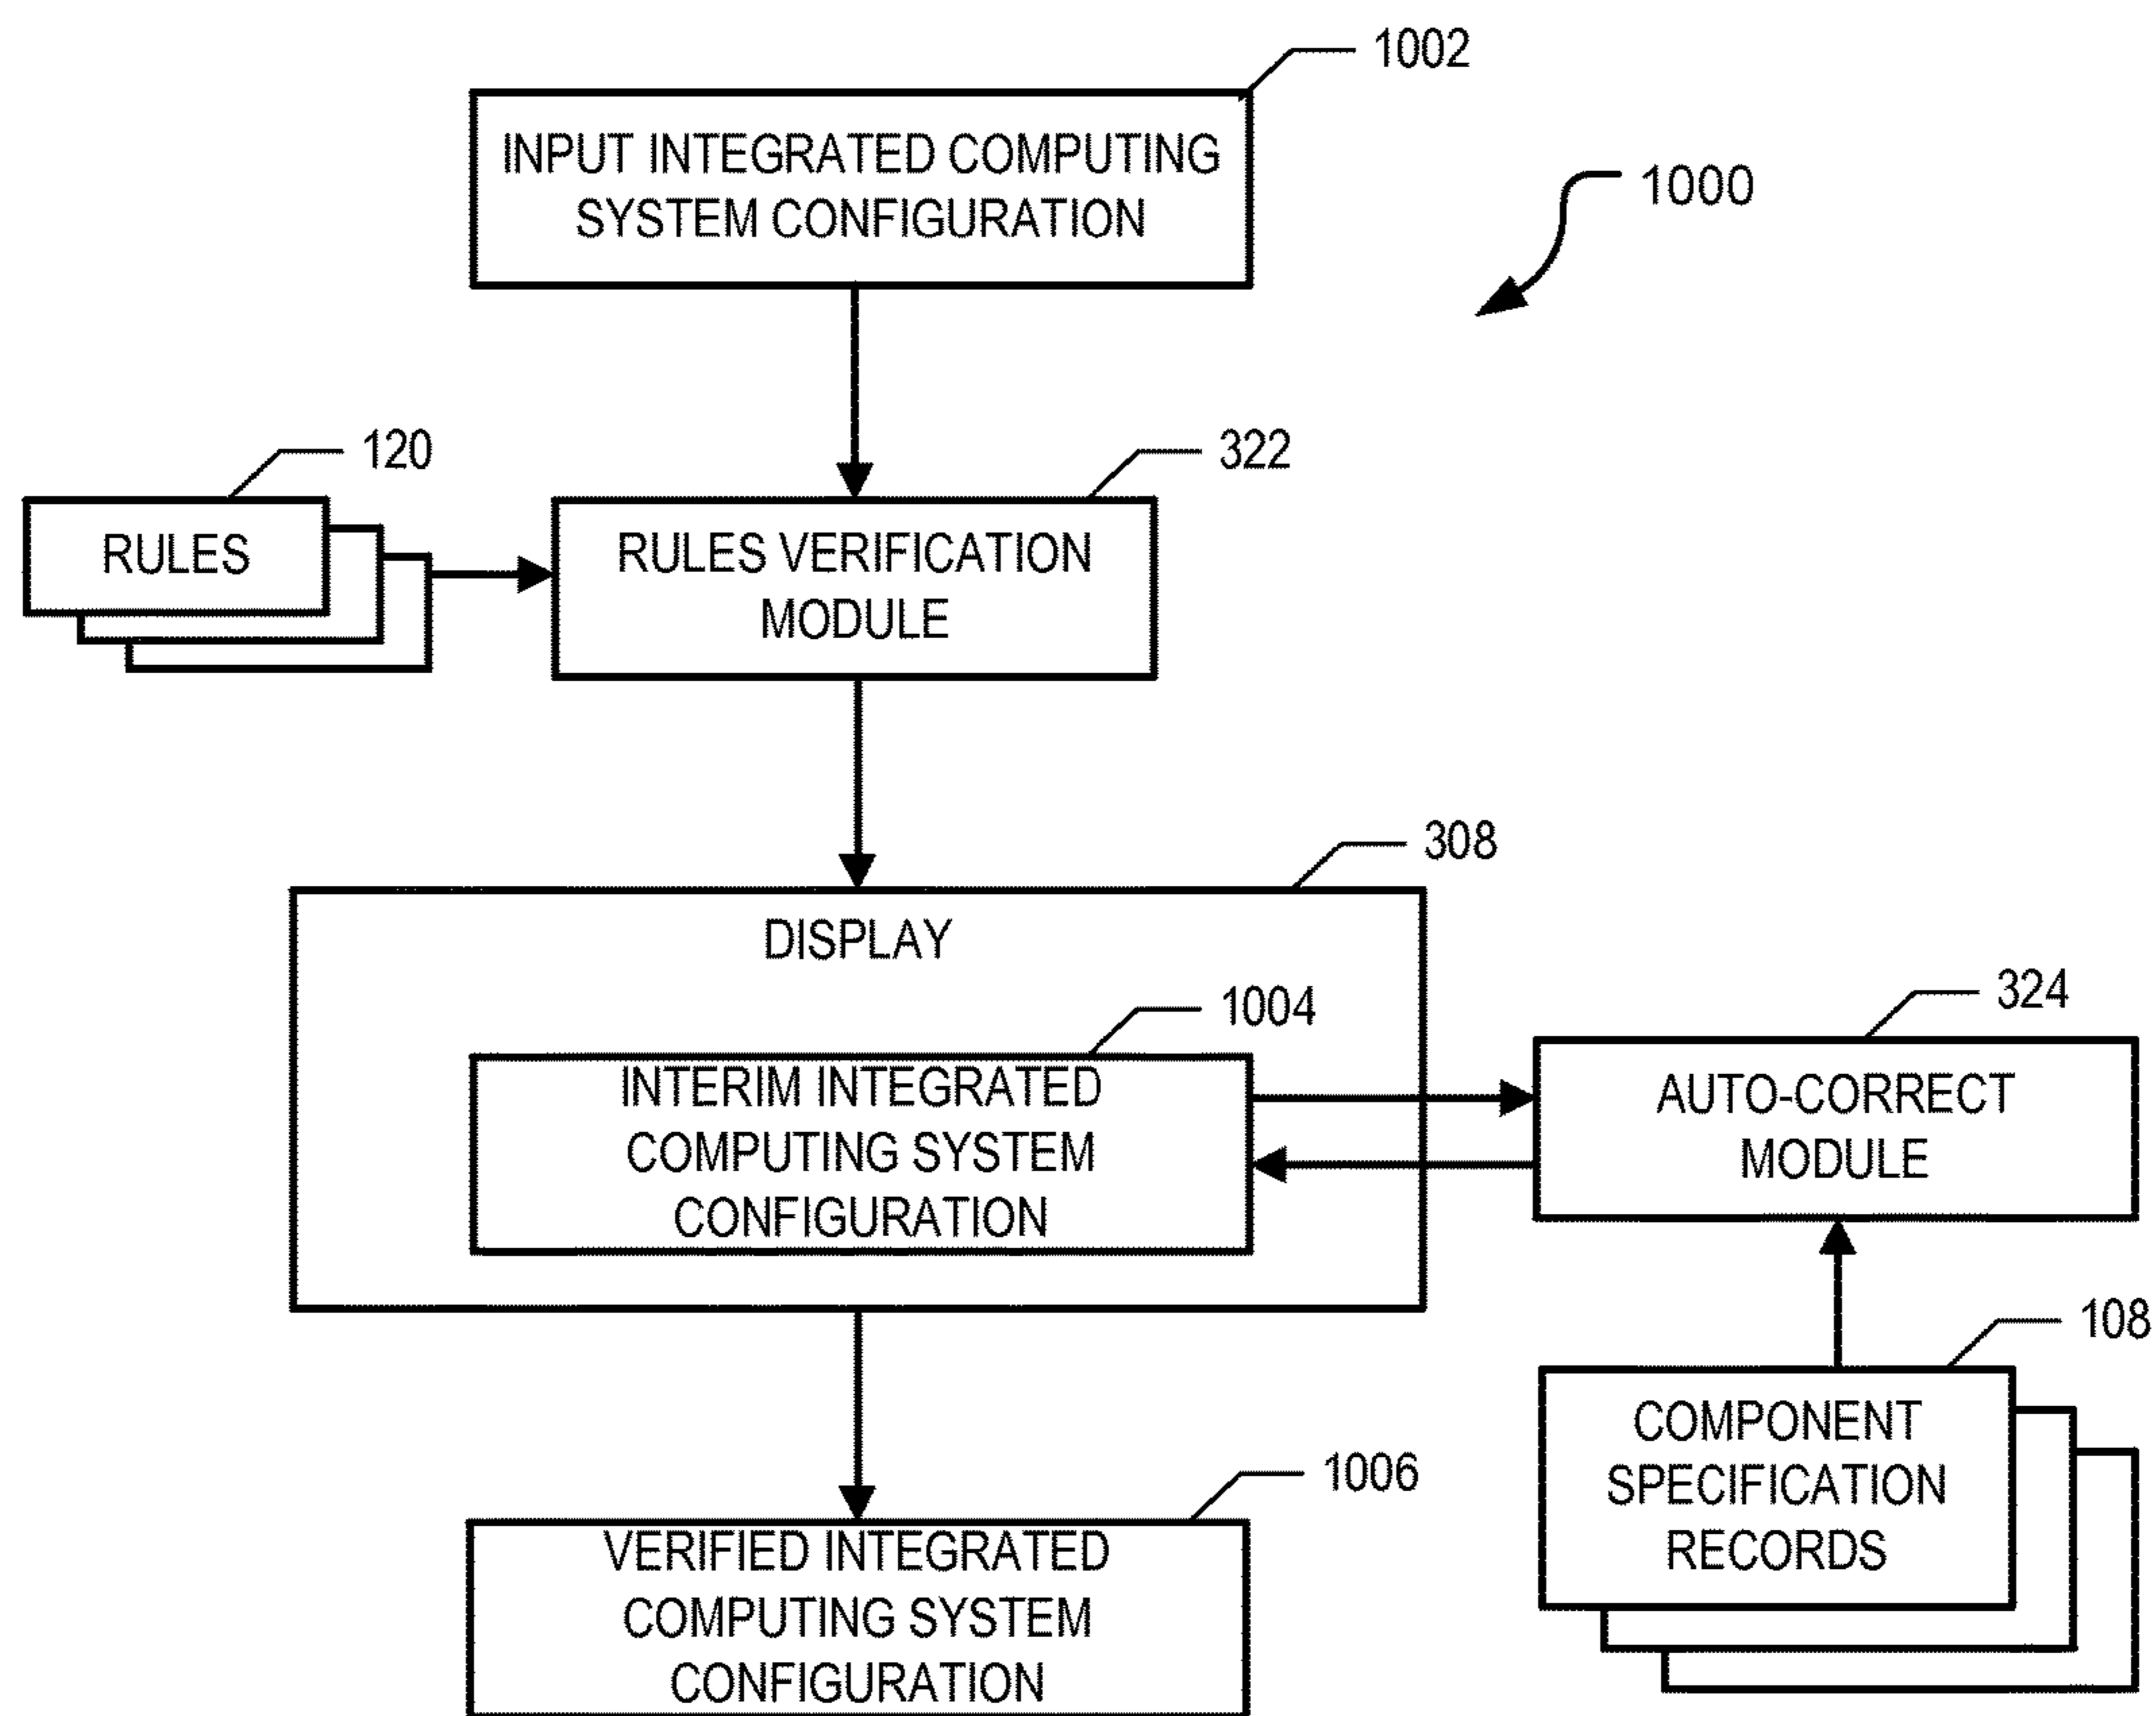 1002
INPUT INTEGRATED COMPUTING
SYSTEM CONFIGURATION
1000
120
322
RULES
RULES VERIFICATION
MODULE
308
DISPLAY
324
1004
INTERIM INTEGRATED
COMPUTING SYSTEM
CONFIGURATION
AUTO-CORRECT
MODULE
108
COMPONENT
SPECIFICATION
RECORDS
1006
VERIFIED INTEGRATED
COMPUTING SYSTEM
CONFIGURATION